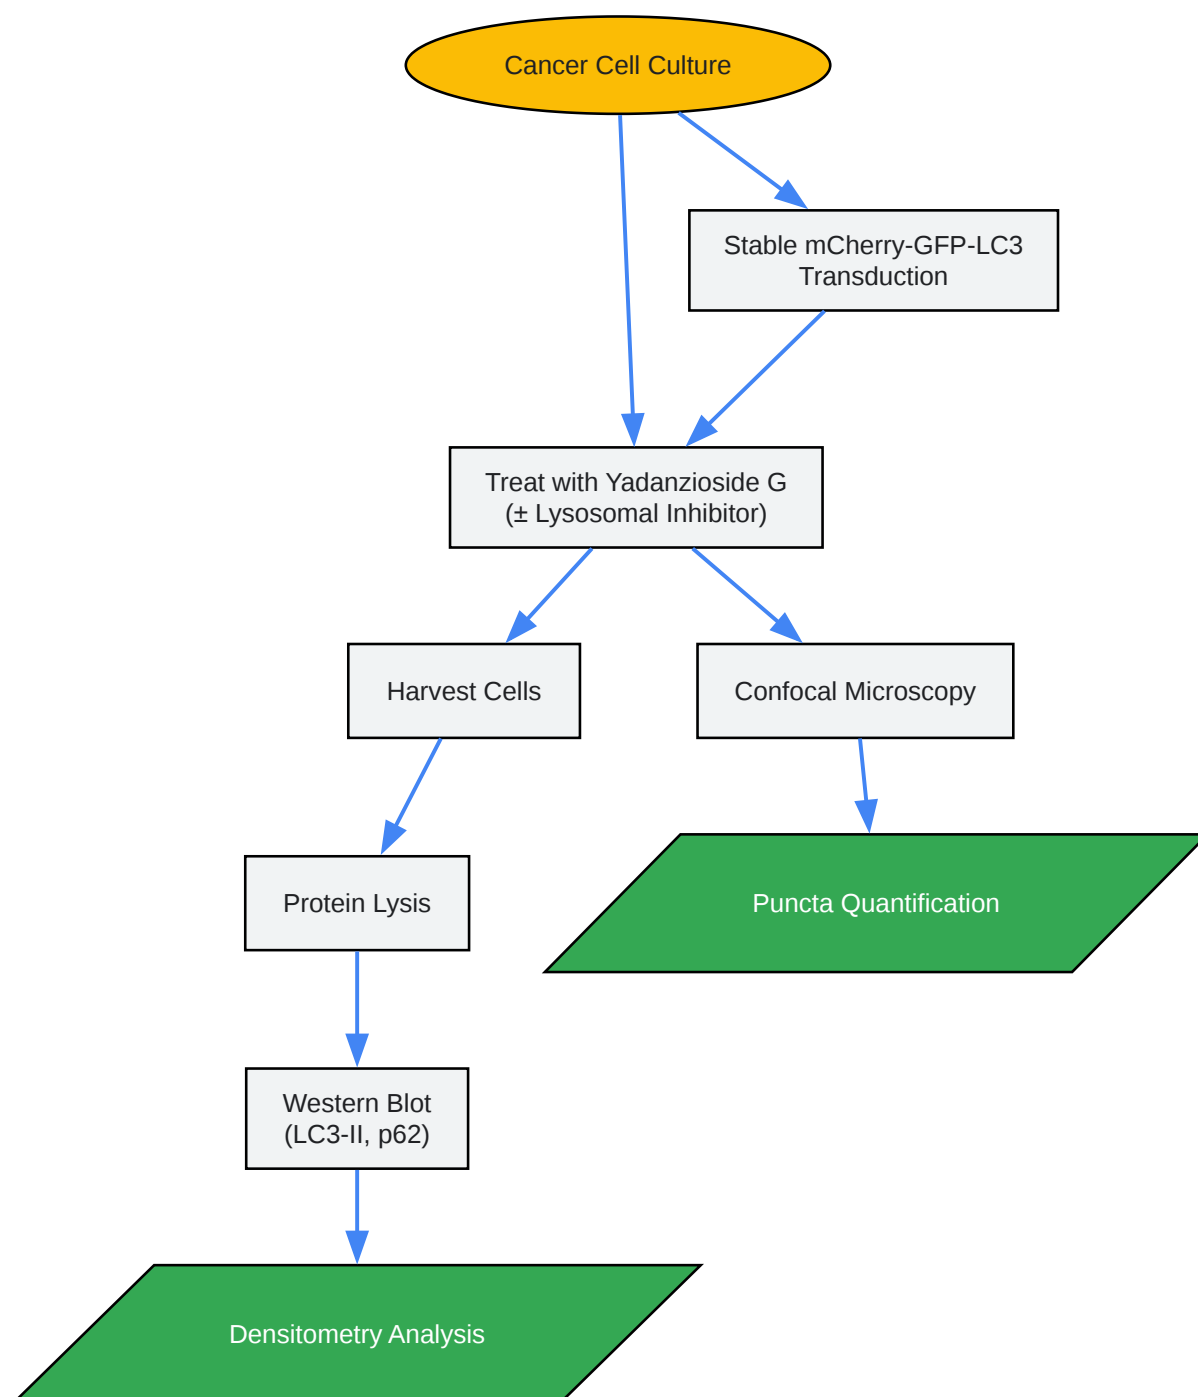 Cancer Cell Culture
Stable mCherry-GFP-LC3
Transduction
Treat with Yadanzioside G
(± Lysosomal Inhibitor)
Harvest Cells
Confocal Microscopy
Protein Lysis
Puncta Quantification
Western Blot
(LC3-II, p62)
Densitometry Analysis